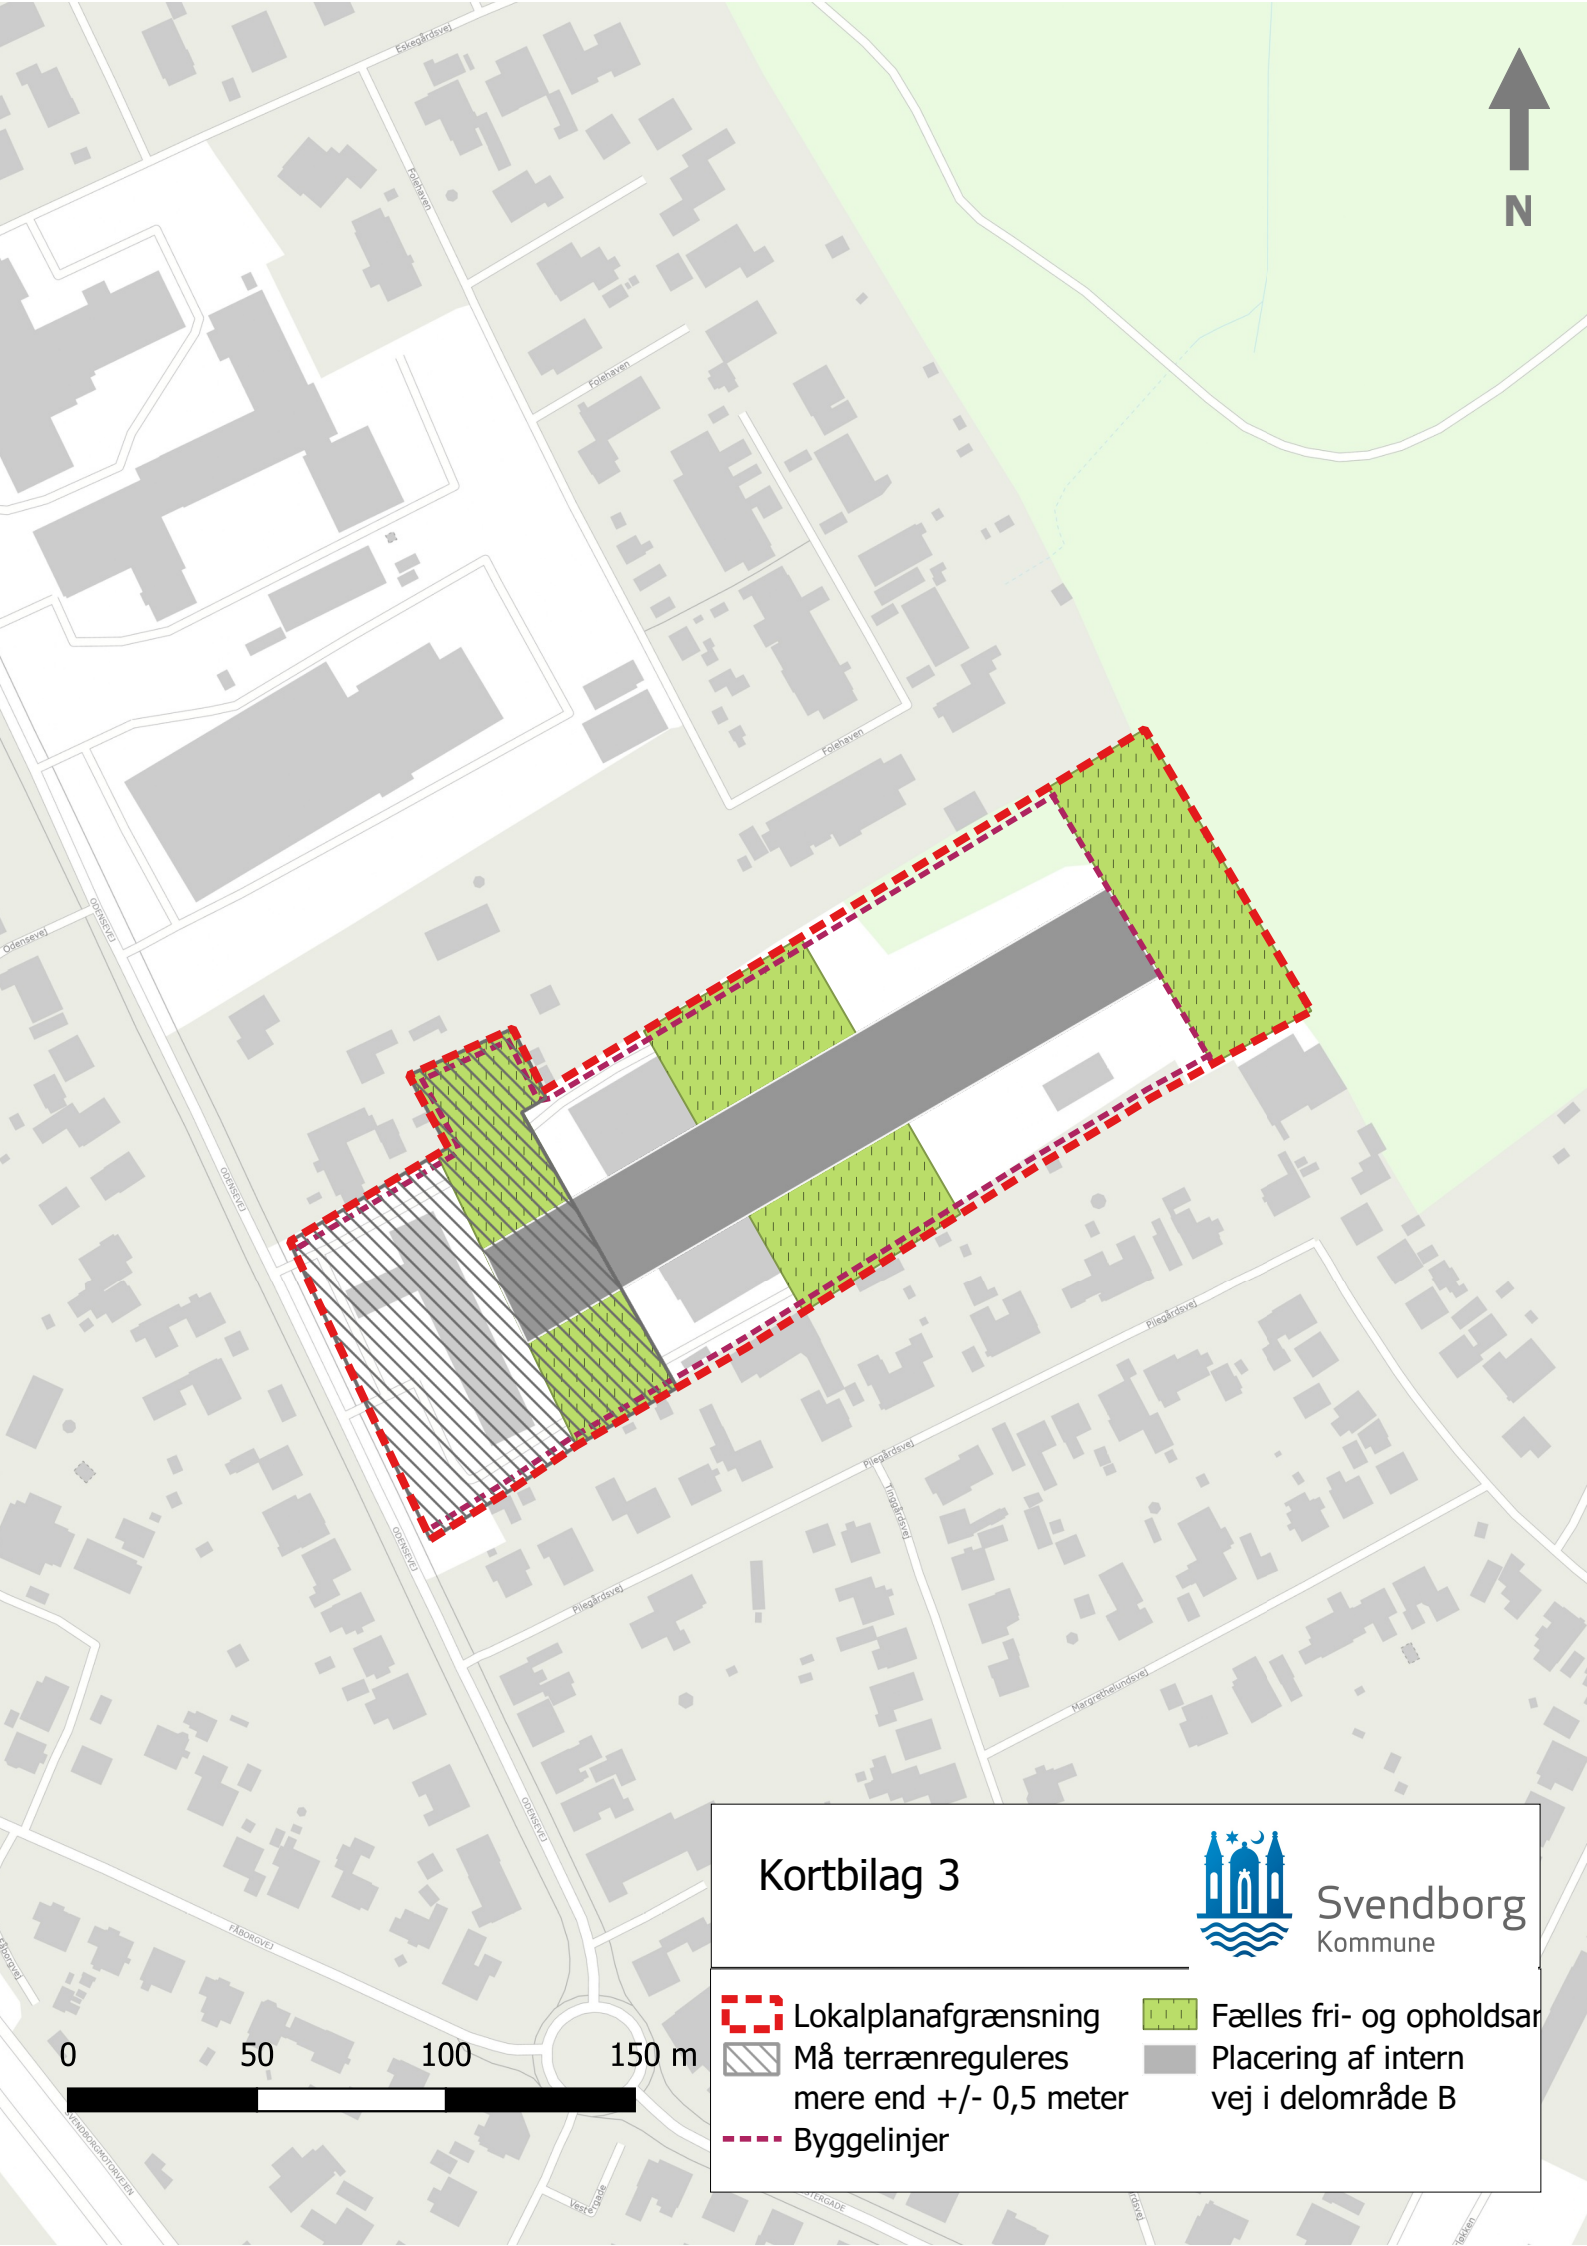 Eskegårdsvej
Folehaven
N
Folehaven
Folehaven
ODENSEVEJ
Odensevej
ODENSEVEJ
Pilegårdsvej
Pilegårdsvej
Tinggårdsvej
ODENSEVEJ
Pilegårdsvej
Margrethelundsvej
ODENSEVEJ
FÅBORGVEJ
Fåborgvej
Kortbilag 3
Svendborg
Kommune
Lokalplanafgrænsning
Må terrænreguleres
mere end +/- 0,5 meter
Byggelinjer
Fælles fri- og opholdsar
Placering af intern
vej i delområde B
0 50 100 150 m
SVENDBORGMOTORVEJEN
Vestergade